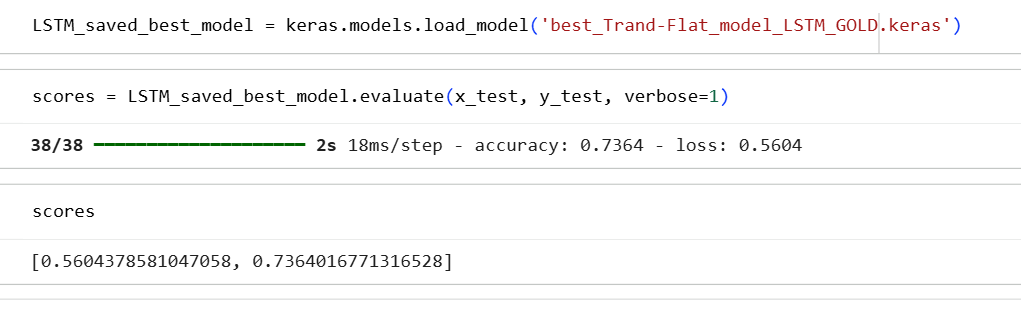 LSTM_saved_best_model = keras.models.load_model('best_Trand-Flat_model_LSTM_GOLD.keras')
scores = LSTM_saved_best_model.evaluate(x_test, y_test, verbose=1)
38/38 ━━━━━━━━━━━━━━━━━━━━ 2s 18ms/step - accuracy: 0.7364 - loss: 0.5604
scores
[0.5604378581047058, 0.7364016771316528]